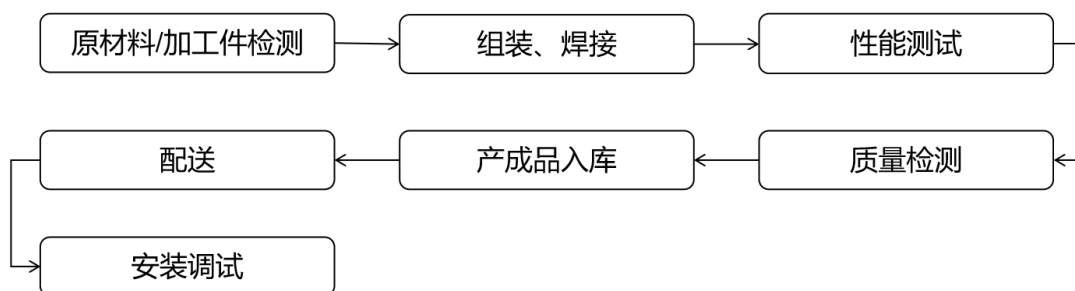 原材料/加工件检测
组装、焊接
性能测试
质量检测
产成品入库
配送
安装调试